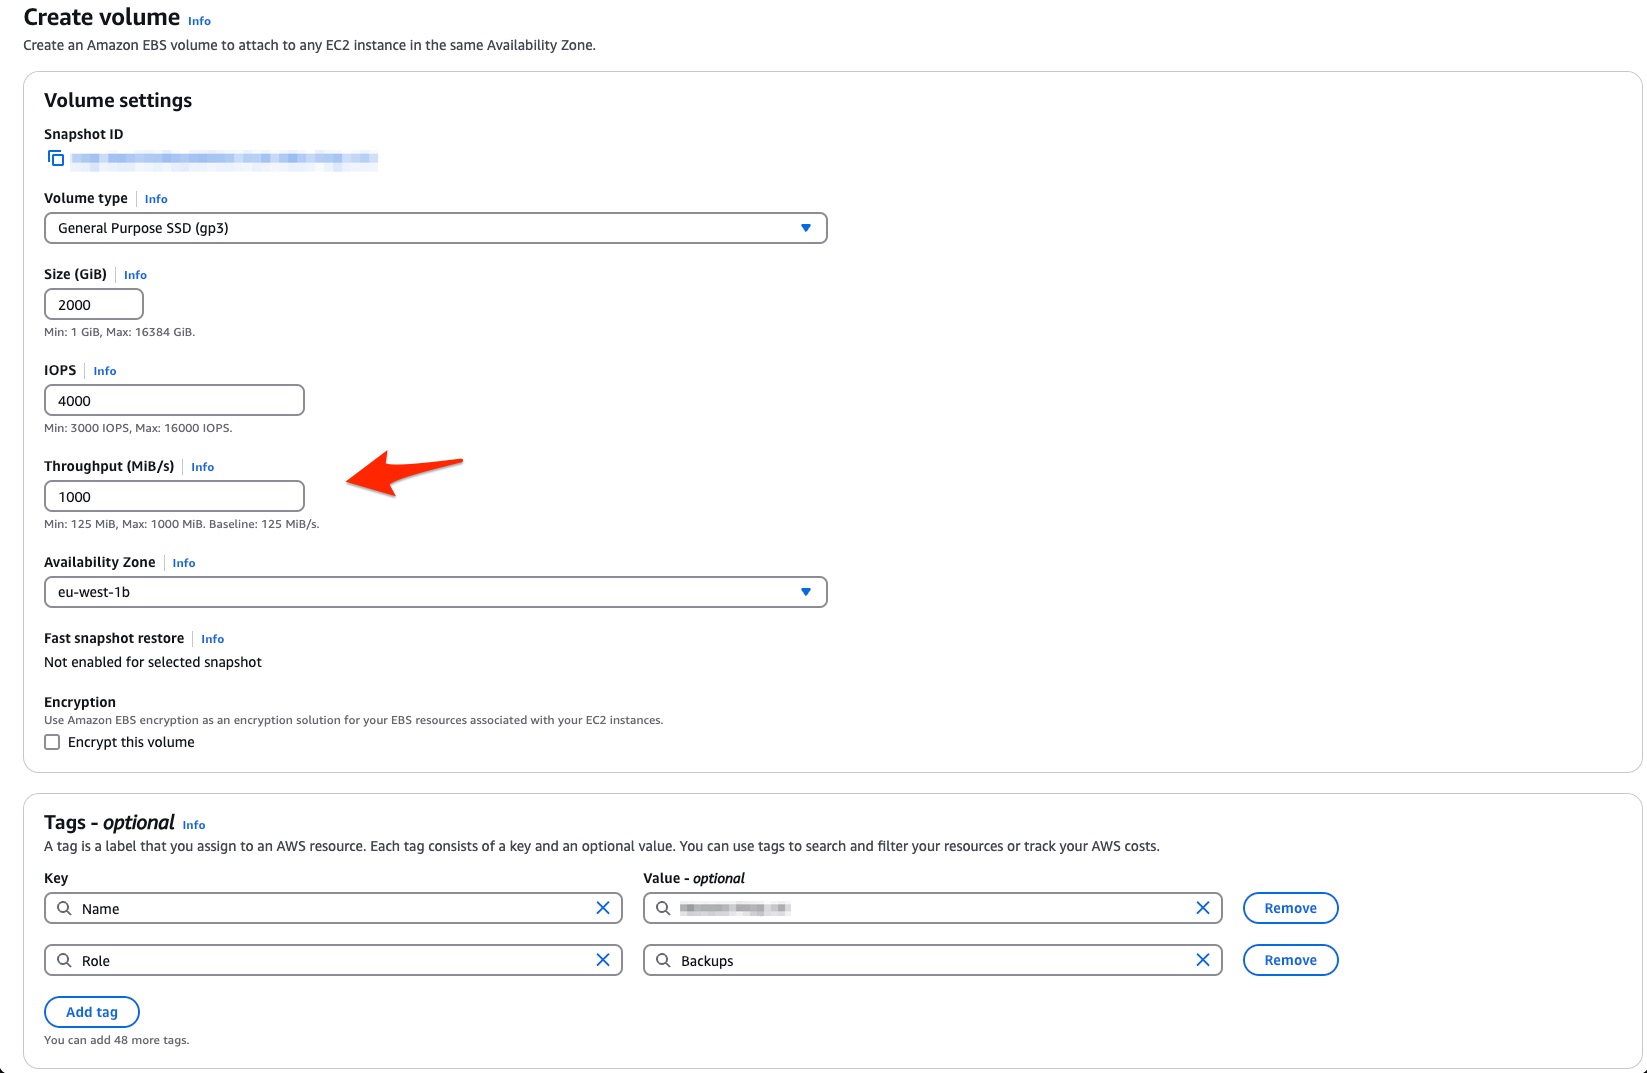 Create volume Info
Create an Amazon EBS volume to attach to any EC2 instance in the same Availability Zone.
Volume settings
Snapshot ID
Volume type Info
General Purpose SSD (gp3)
Size (GiB) Info
2000
Min: 1 GiB, Max: 16384 GiB.
IOPS Info
4000
Min: 3000 IOPS, Max: 16000 IOPS.
Throughput (MiB/s) Info
1000
Min: 125 MiB, Max: 1000 MiB. Baseline: 125 MiB/s.
Availability Zone Info
eu-west-1b
Fast snapshot restore Info
Not enabled for selected snapshot
Encryption
Use Amazon EBS encryption as an encryption solution for your EBS resources associated with your EC2 instances.
Encrypt this volume
Tags - optional Info
A tag is a label that you assign to an AWS resource. Each tag consists of a key and an optional value. You can use tags to search and filter your resources or track your AWS costs.
Key Value - optional
Name Remove
Role Backups Remove
Add tag
You can add 48 more tags.